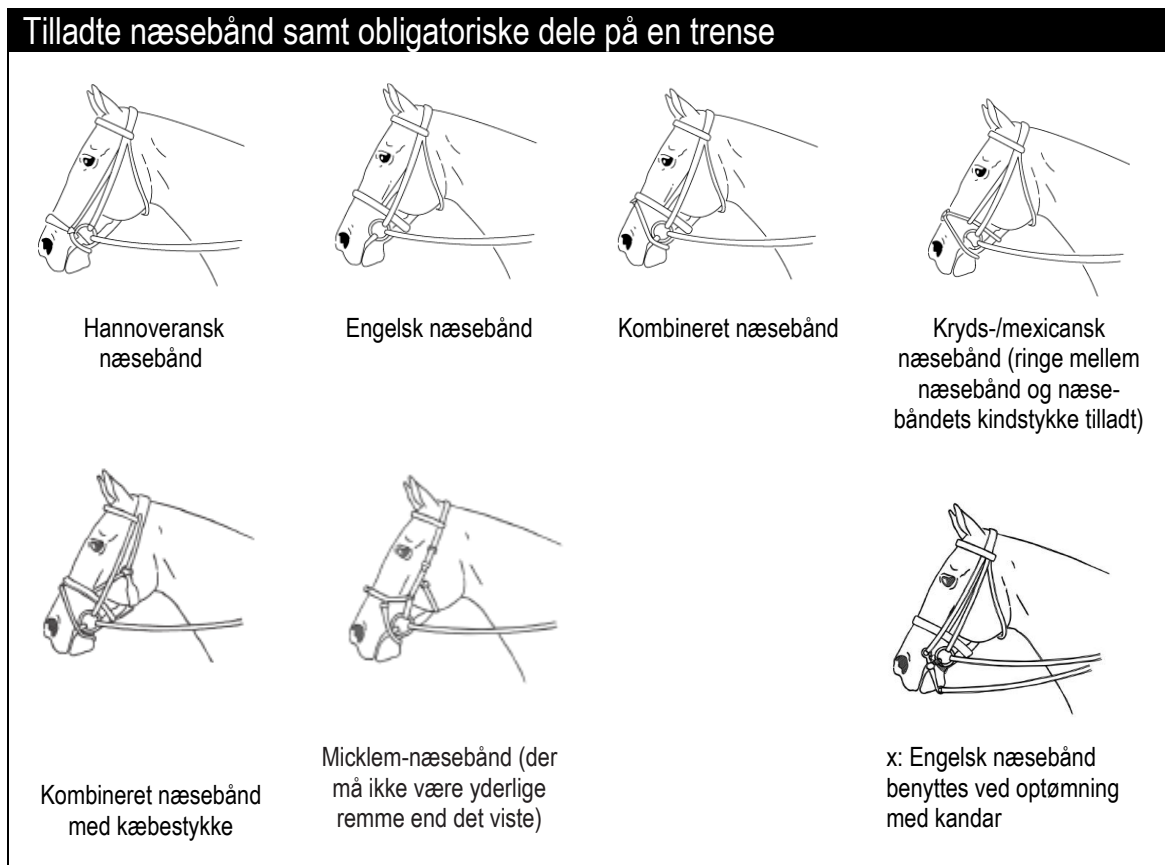 Tilladte næsebånd samt obligatoriske dele på en trense
Hannoveransk
næsebånd
Engelsk næsebånd
Kombineret næsebånd
Kryds-/mexicansk
næsebånd (ringe mellem
næsebånd og næse-
båndets kindstykke tilladt)
Kombineret næsebånd
med kæbestykke
Micklem-næsebånd (der
må ikke være yderlige
remme end det viste)
x: Engelsk næsebånd
benyttes ved optømning
med kandar